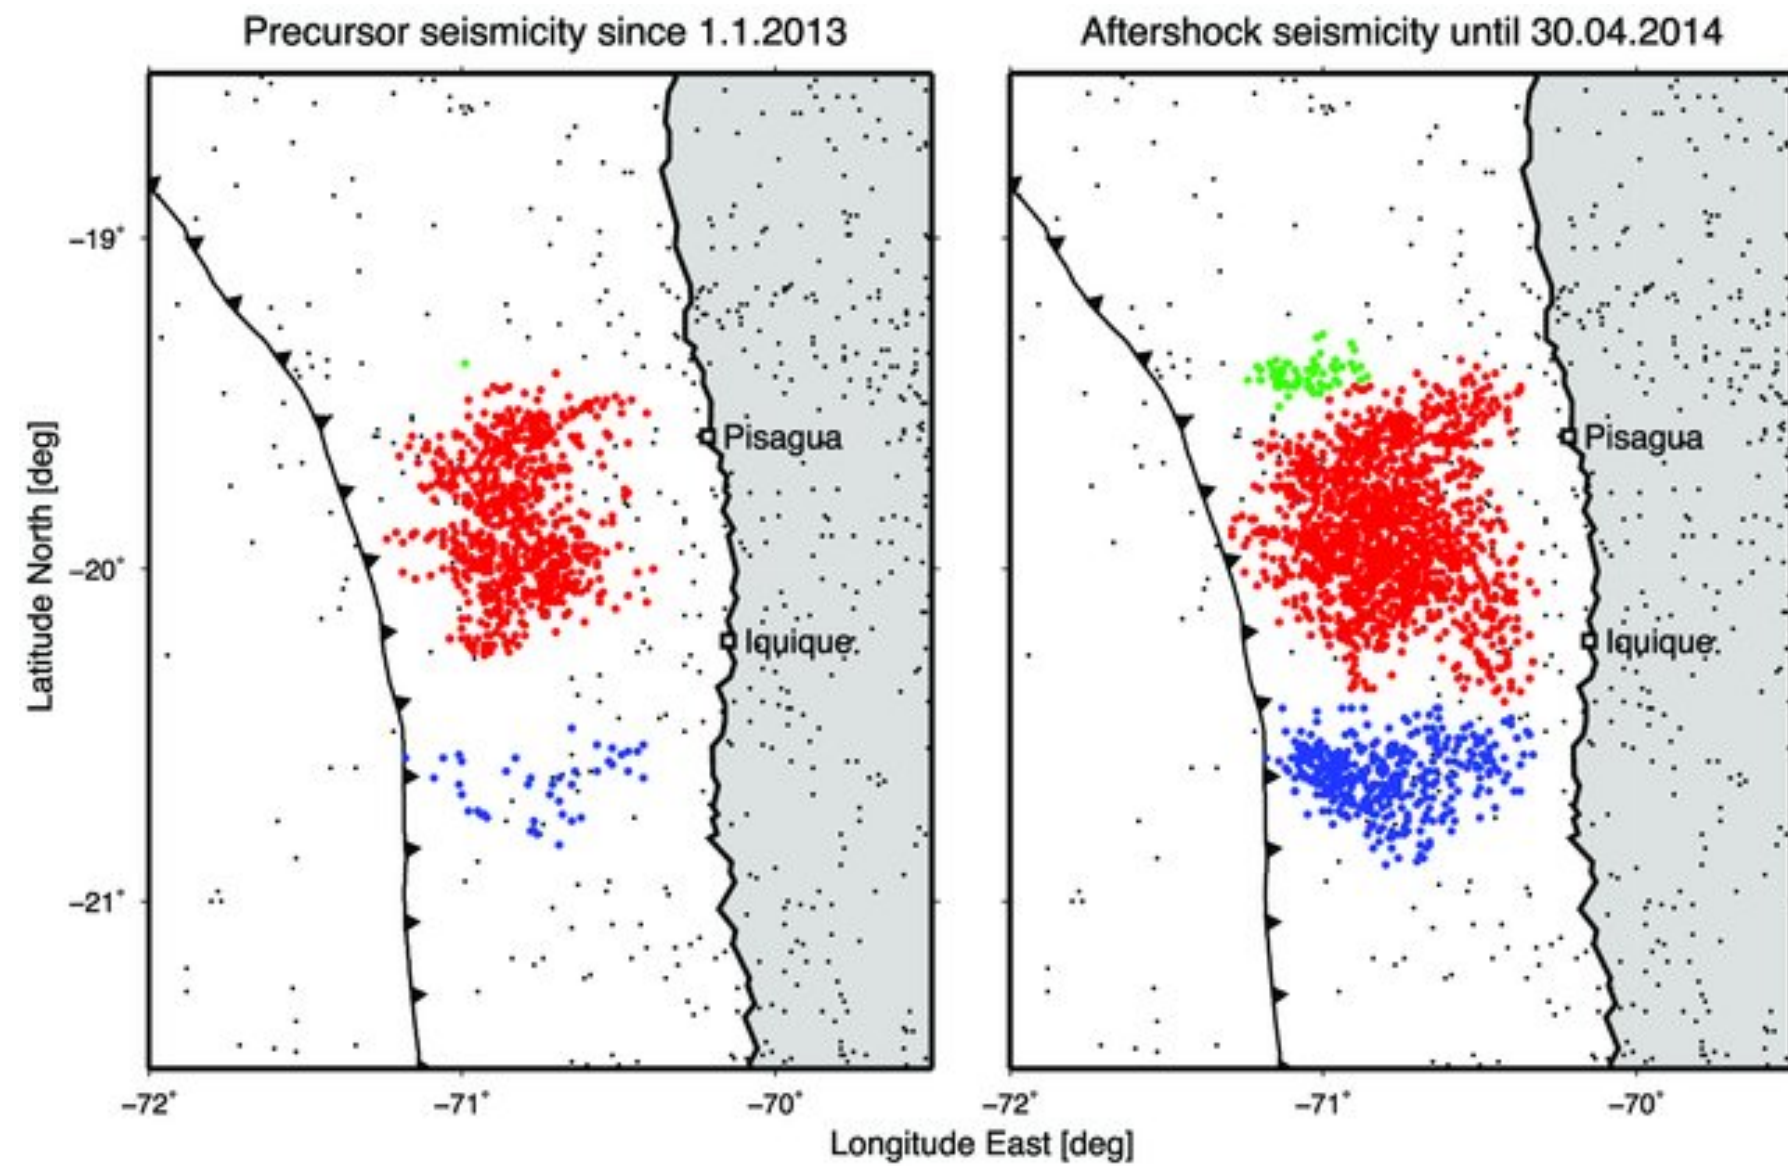 Precursor seismicity since 1.1.2013
Aftershock seismicity until 30.04.2014
Latitude North [deg]
−19°
−20°
−21°
Pisagua
Iquique
Pisagua
Iquique
−72°
−71°
−70°
−72°
−71°
−70°
Longitude East [deg]